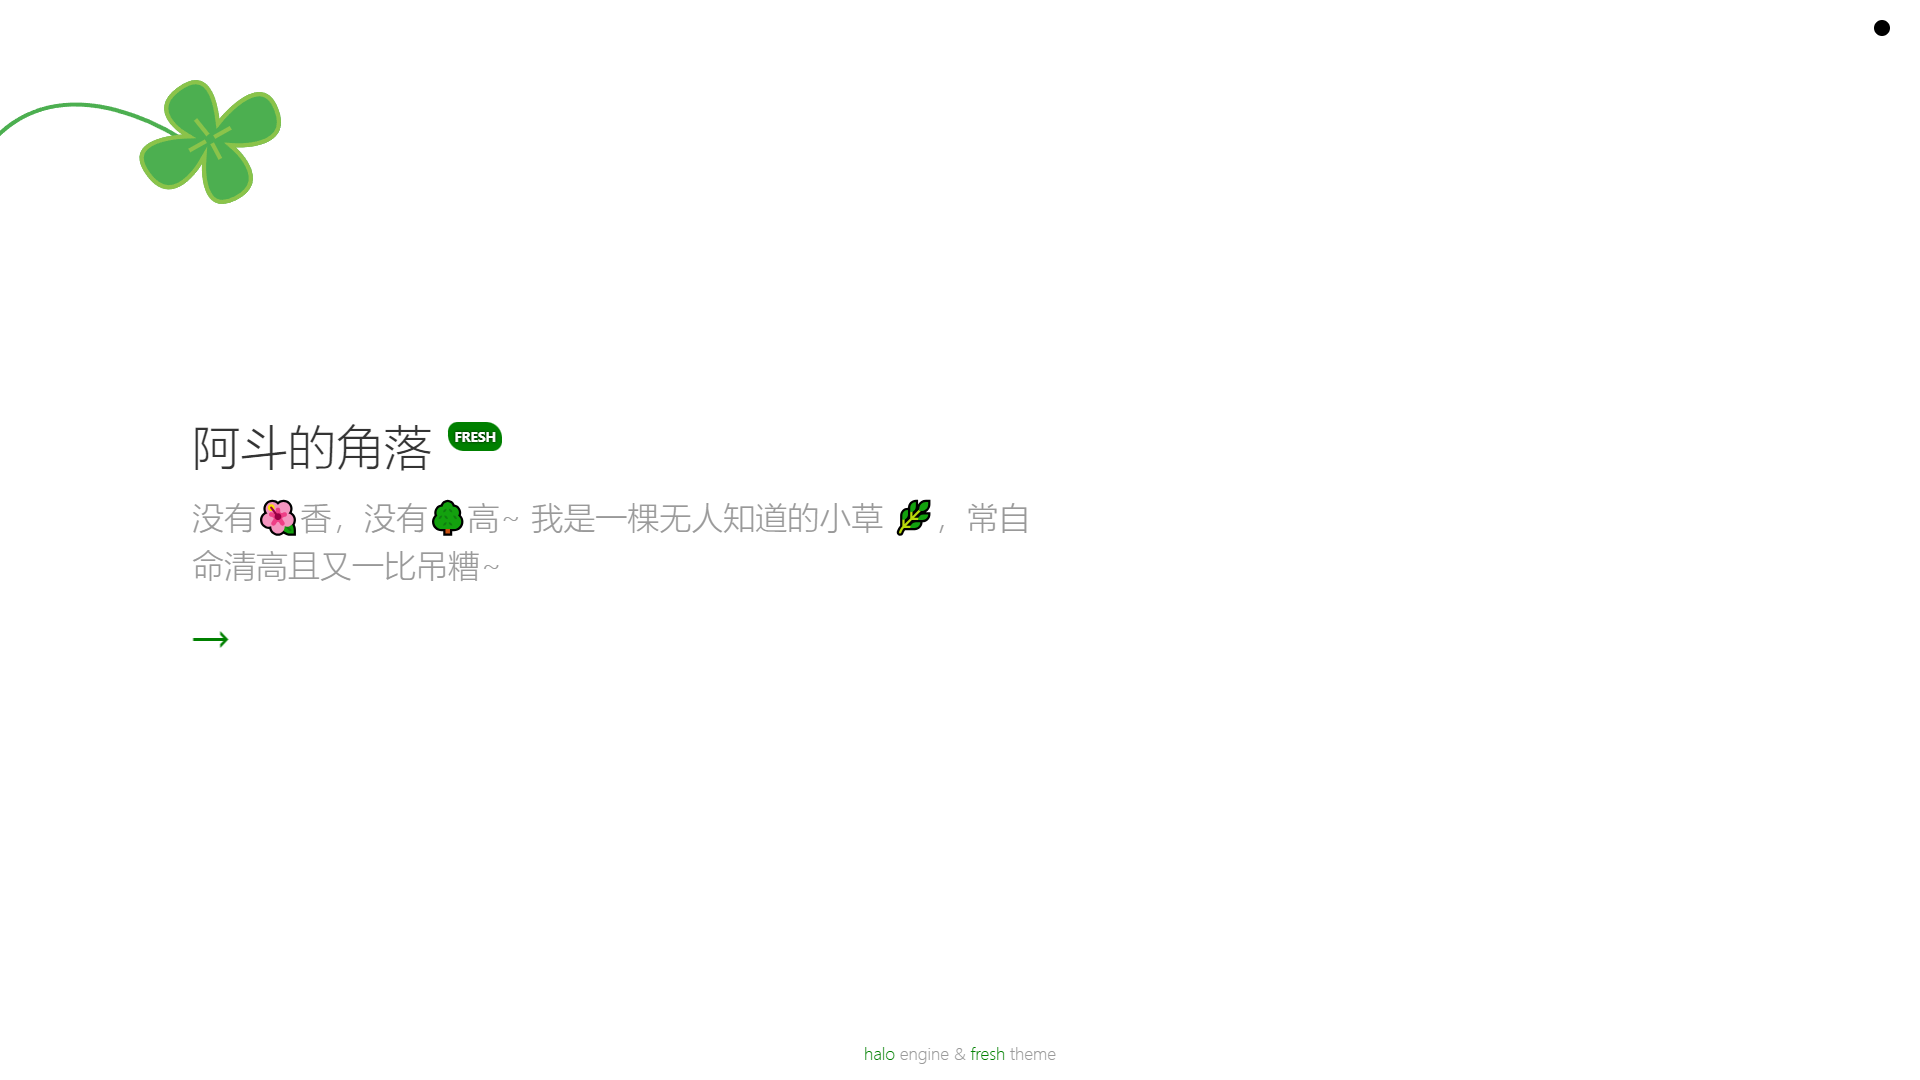 阿斗的角落 FRESH
没有🌺香，没有🌳高~ 我是一棵无人知道的小草 🌿，常自
命清高且又一比吊糟~
→
halo engine & fresh theme